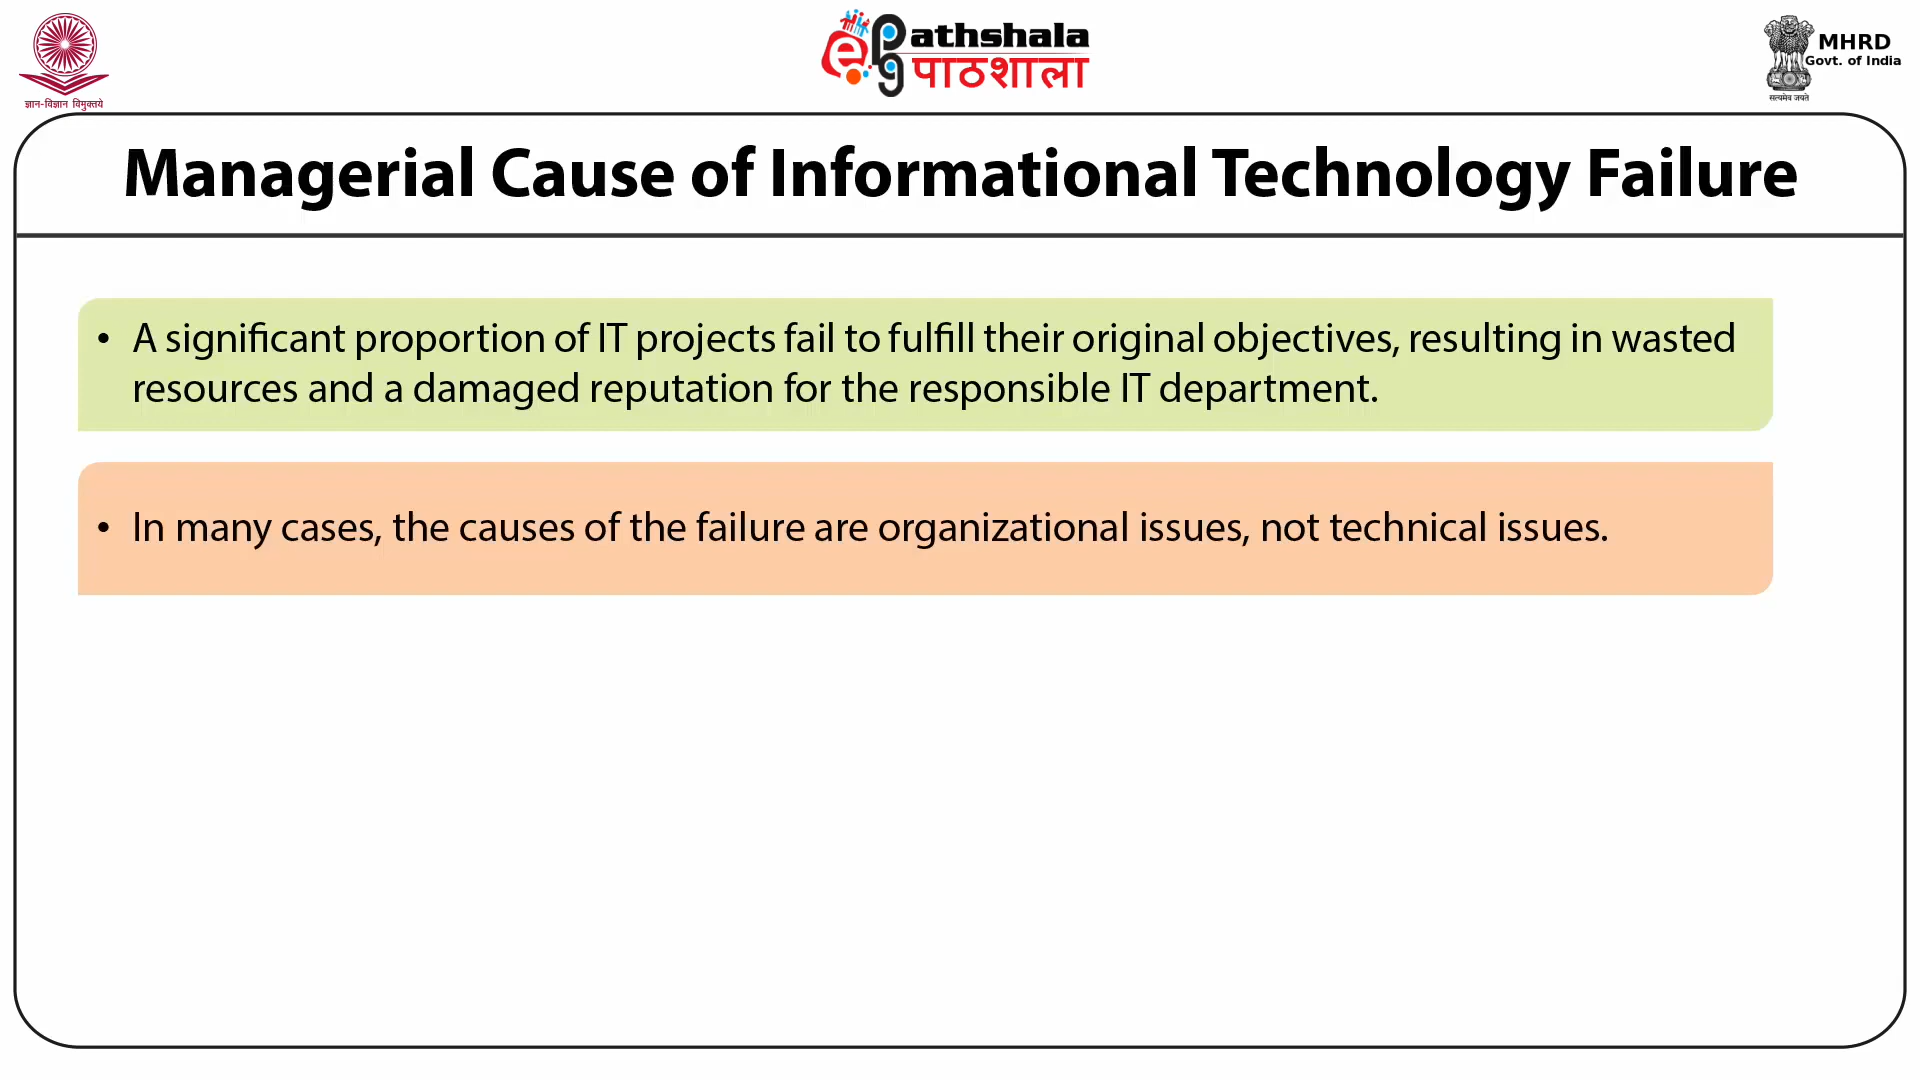 ज्ञान-विज्ञान विमुक्तये
ePg
athshala
पाठशाला
MHRD
Govt. of India
सत्यमेव जयते
Managerial Cause of Informational Technology Failure
• A significant proportion of IT projects fail to fulfill their original objectives, resulting in wasted
resources and a damaged reputation for the responsible IT department.
• In many cases, the causes of the failure are organizational issues, not technical issues.